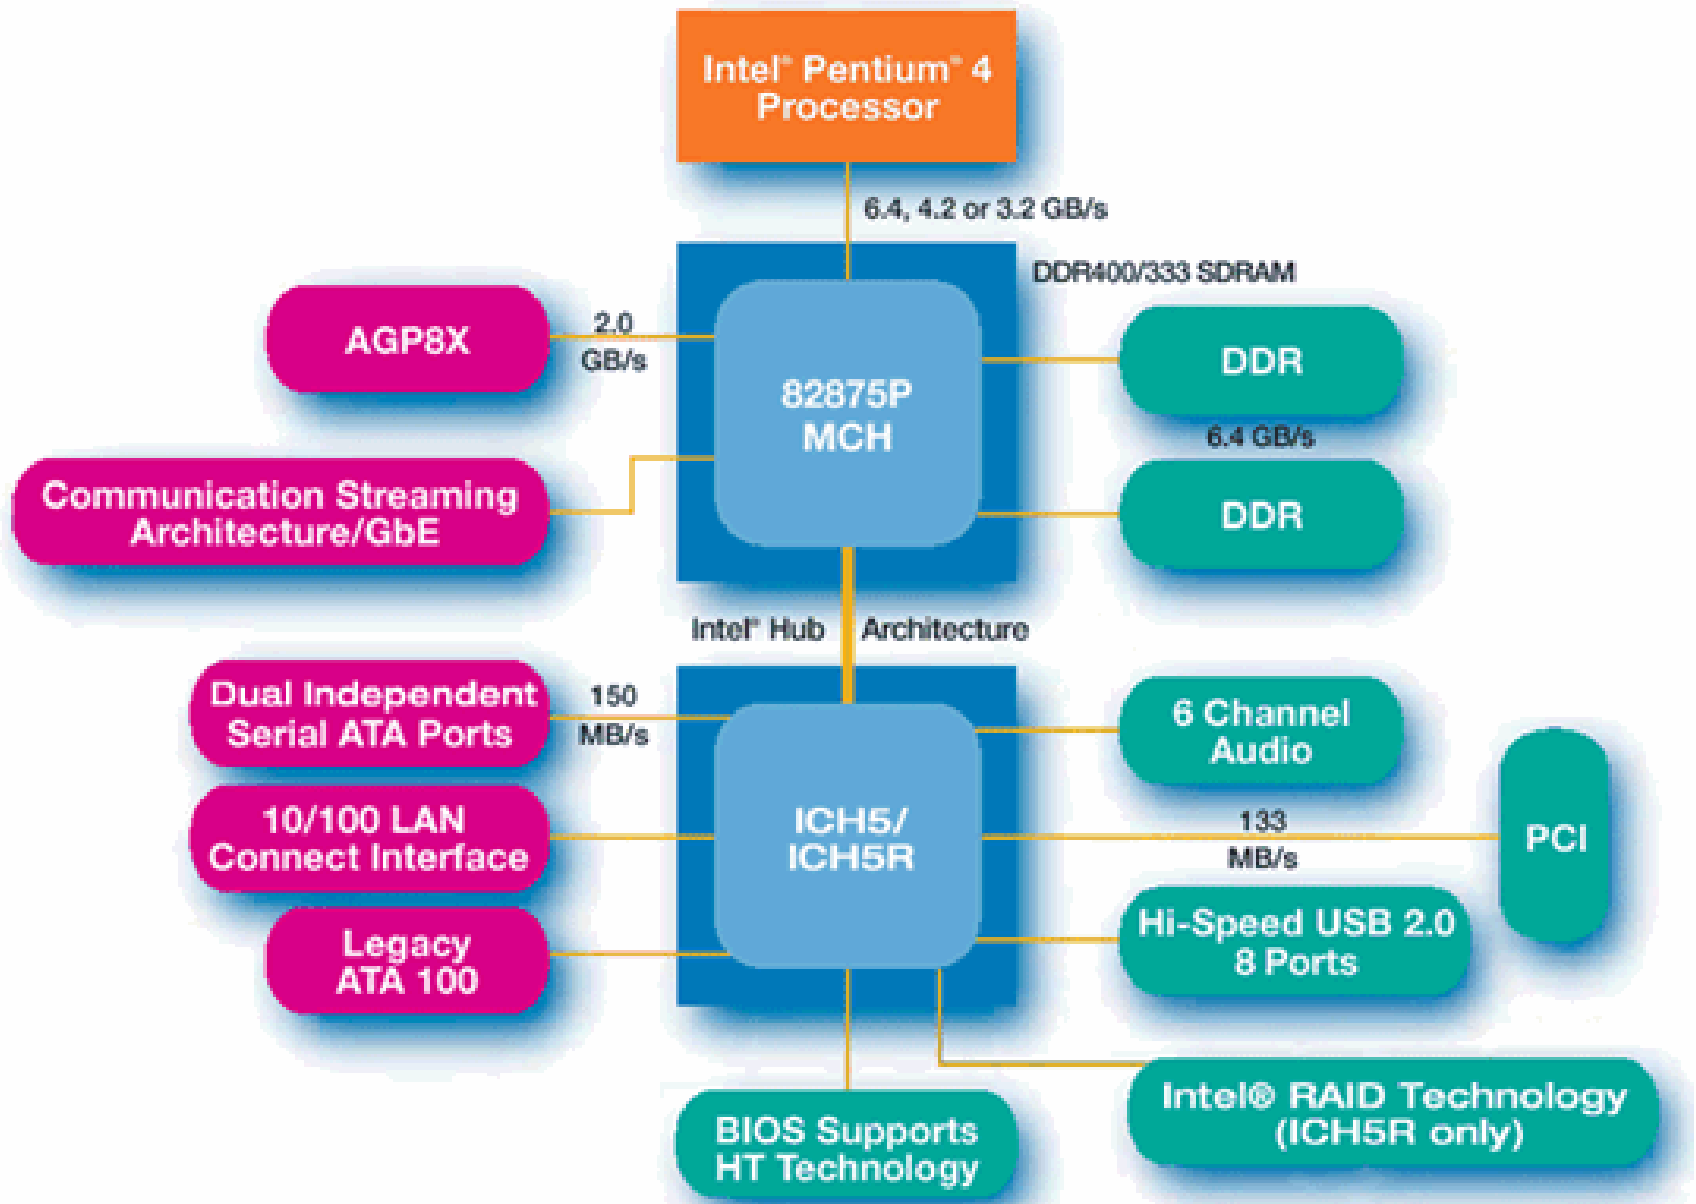 Intel® Pentium® 4
Processor
6.4, 4.2 or 3.2 GB/s
DDR400/333 SDRAM
AGP8X
2.0
GB/s
82875P
MCH
DDR
6.4 GB/s
DDR
Communication Streaming
Architecture/GbE
Intel® Hub Architecture
Dual Independent
Serial ATA Ports
150
MB/s
6 Channel
Audio
10/100 LAN
Connect Interface
ICH5/
ICH5R
133
MB/s
PCI
Legacy
ATA 100
Hi-Speed USB 2.0
8 Ports
BIOS Supports
HT Technology
Intel® RAID Technology
(ICH5R only)